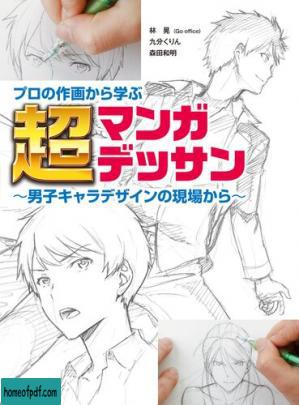 林 晃 (Go office)
九分くりん
森田和明
プロの作画から学ぶ
超マンガ
デッサン
～男子キャラデザインの現場から～
homeofpdf.com